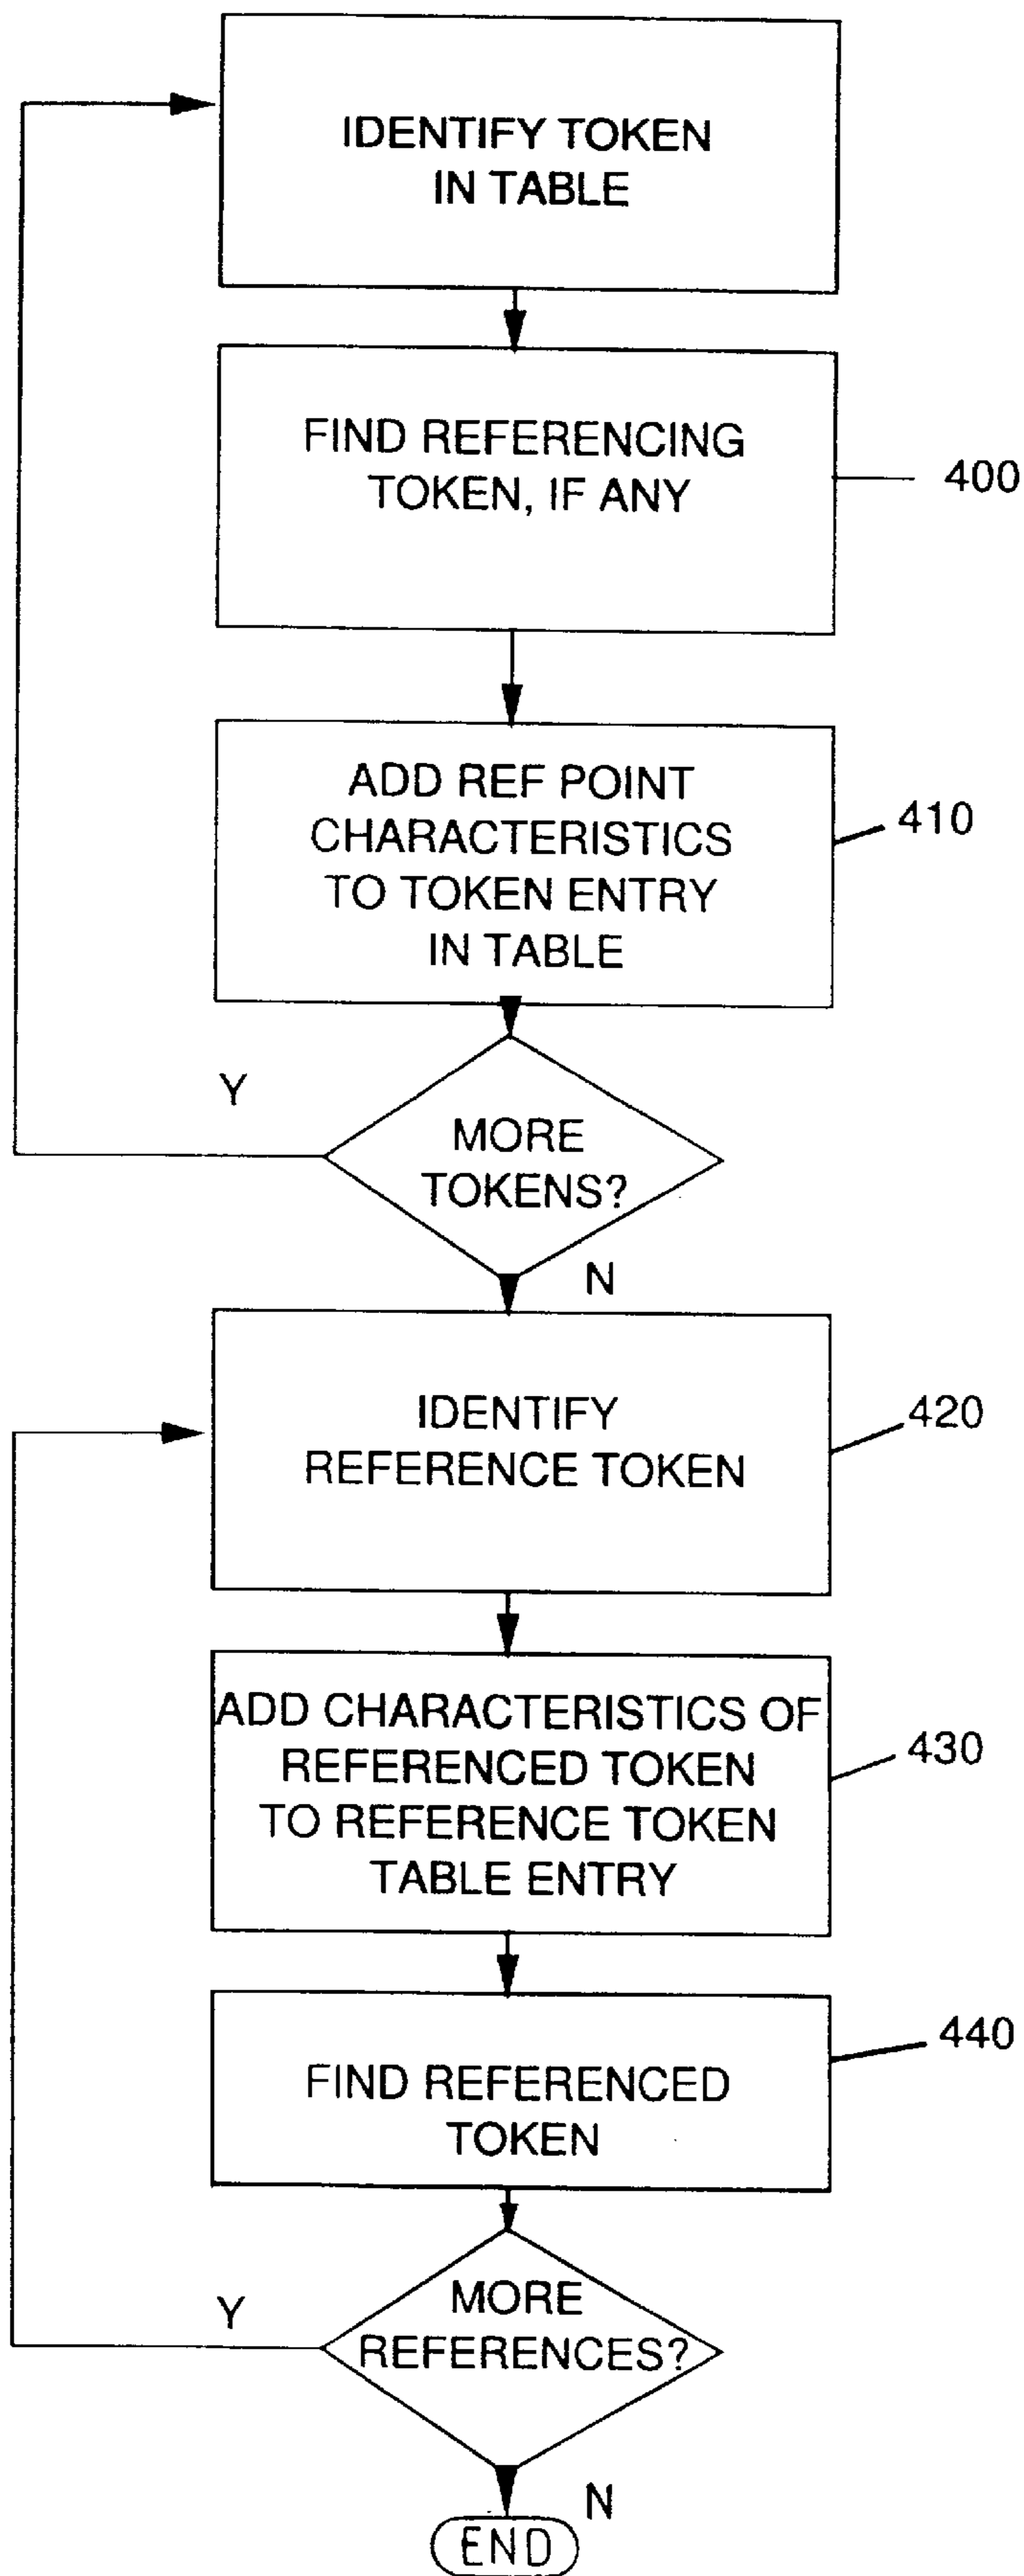 IDENTIFY TOKEN
IN TABLE
FIND REFERENCING
TOKEN, IF ANY
400
ADD REF POINT
CHARACTERISTICS
TO TOKEN ENTRY
IN TABLE
410
Y
MORE
TOKENS?
N
IDENTIFY
REFERENCE TOKEN
420
ADD CHARACTERISTICS OF
REFERENCED TOKEN
TO REFERENCE TOKEN
TABLE ENTRY
430
FIND REFERENCED
TOKEN
440
Y
MORE
REFERENCES?
N
END